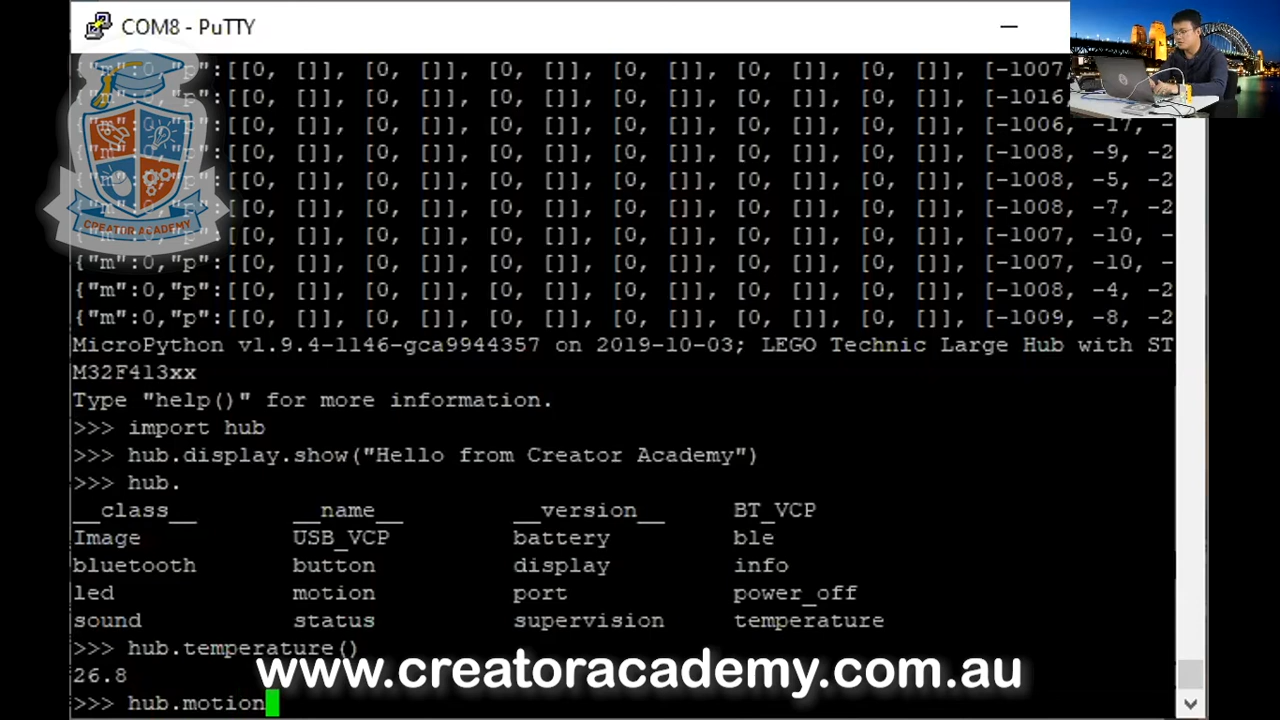 COM8 - PuTTY
{"m":0,"p":[[0, []], [0, []], [0, []], [0, []], [0, []], [0, []], [-1007,
{"m":0,"p":[[0, []], [0, []], [0, []], [0, []], [0, []], [0, []], [-1016,
{"m":0,"p":[[0, []], [0, []], [0, []], [0, []], [0, []], [0, []], [-1006, -17, -
{"m":0,"p":[[0, []], [0, []], [0, []], [0, []], [0, []], [0, []], [-1008, -9, -2
{"m":0,"p":[[0, []], [0, []], [0, []], [0, []], [0, []], [0, []], [-1008, -5, -2
{"m":0,"p":[[0, []], [0, []], [0, []], [0, []], [0, []], [0, []], [-1008, -7, -2
{"m":0,"p":[[0, []], [0, []], [0, []], [0, []], [0, []], [0, []], [-1007, -10, -
{"m":0,"p":[[0, []], [0, []], [0, []], [0, []], [0, []], [0, []], [-1007, -10, -
{"m":0,"p":[[0, []], [0, []], [0, []], [0, []], [0, []], [0, []], [-1008, -4, -2
{"m":0,"p":[[0, []], [0, []], [0, []], [0, []], [0, []], [0, []], [-1009, -8, -2
CREATOR ACADEMY
MicroPython v1.9.4-1146-gca9944357 on 2019-10-03; LEGO Technic Large Hub with ST
M32F413xx
Type "help()" for more information.
>>> import hub
>>> hub.display.show("Hello from Creator Academy")
>>> hub.
__class__ __name__ __version__ BT_VCP
Image USB_VCP battery ble
bluetooth button display info
led motion port power_off
sound status supervision temperature
>>> hub.temperature()
26.8
>>> hub.motion
www.creatoracademy.com.au